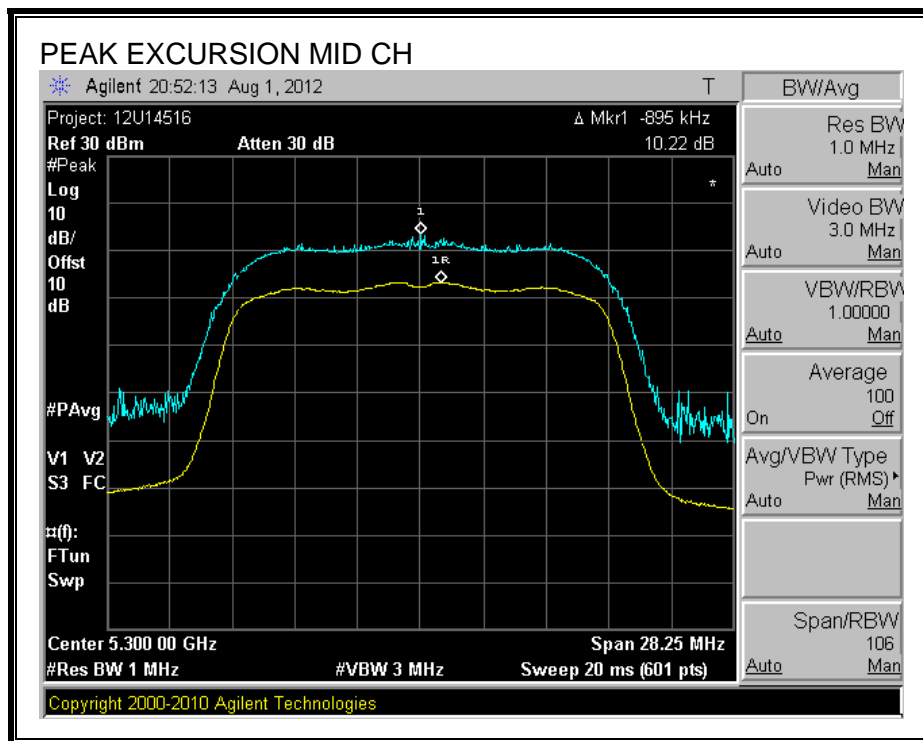 PEAK EXCURSION MID CH
Agilent 20:52:13 Aug 1, 2012 T
Project: 12U14516
Δ Mkr1 -895 kHz
Ref 30 dBm Atten 30 dB 10.22 dB
#Peak
Log
10
dB/
Offst
10
dB
#PAvg
V1 V2
S3 FC
¤(f):
FTun
Swp
*
1
1R
Center 5.300 00 GHz Span 28.25 MHz
#Res BW 1 MHz #VBW 3 MHz Sweep 20 ms (601 pts)
Copyright 2000-2010 Agilent Technologies
BW/Avg
Res BW
1.0 MHz
Auto Man
Video BW
3.0 MHz
Auto Man
VBW/RBW
1.00000
Auto Man
Average
100
On Off
Avg/VBW Type
Pwr (RMS)
Auto Man
Span/RBW
106
Auto Man